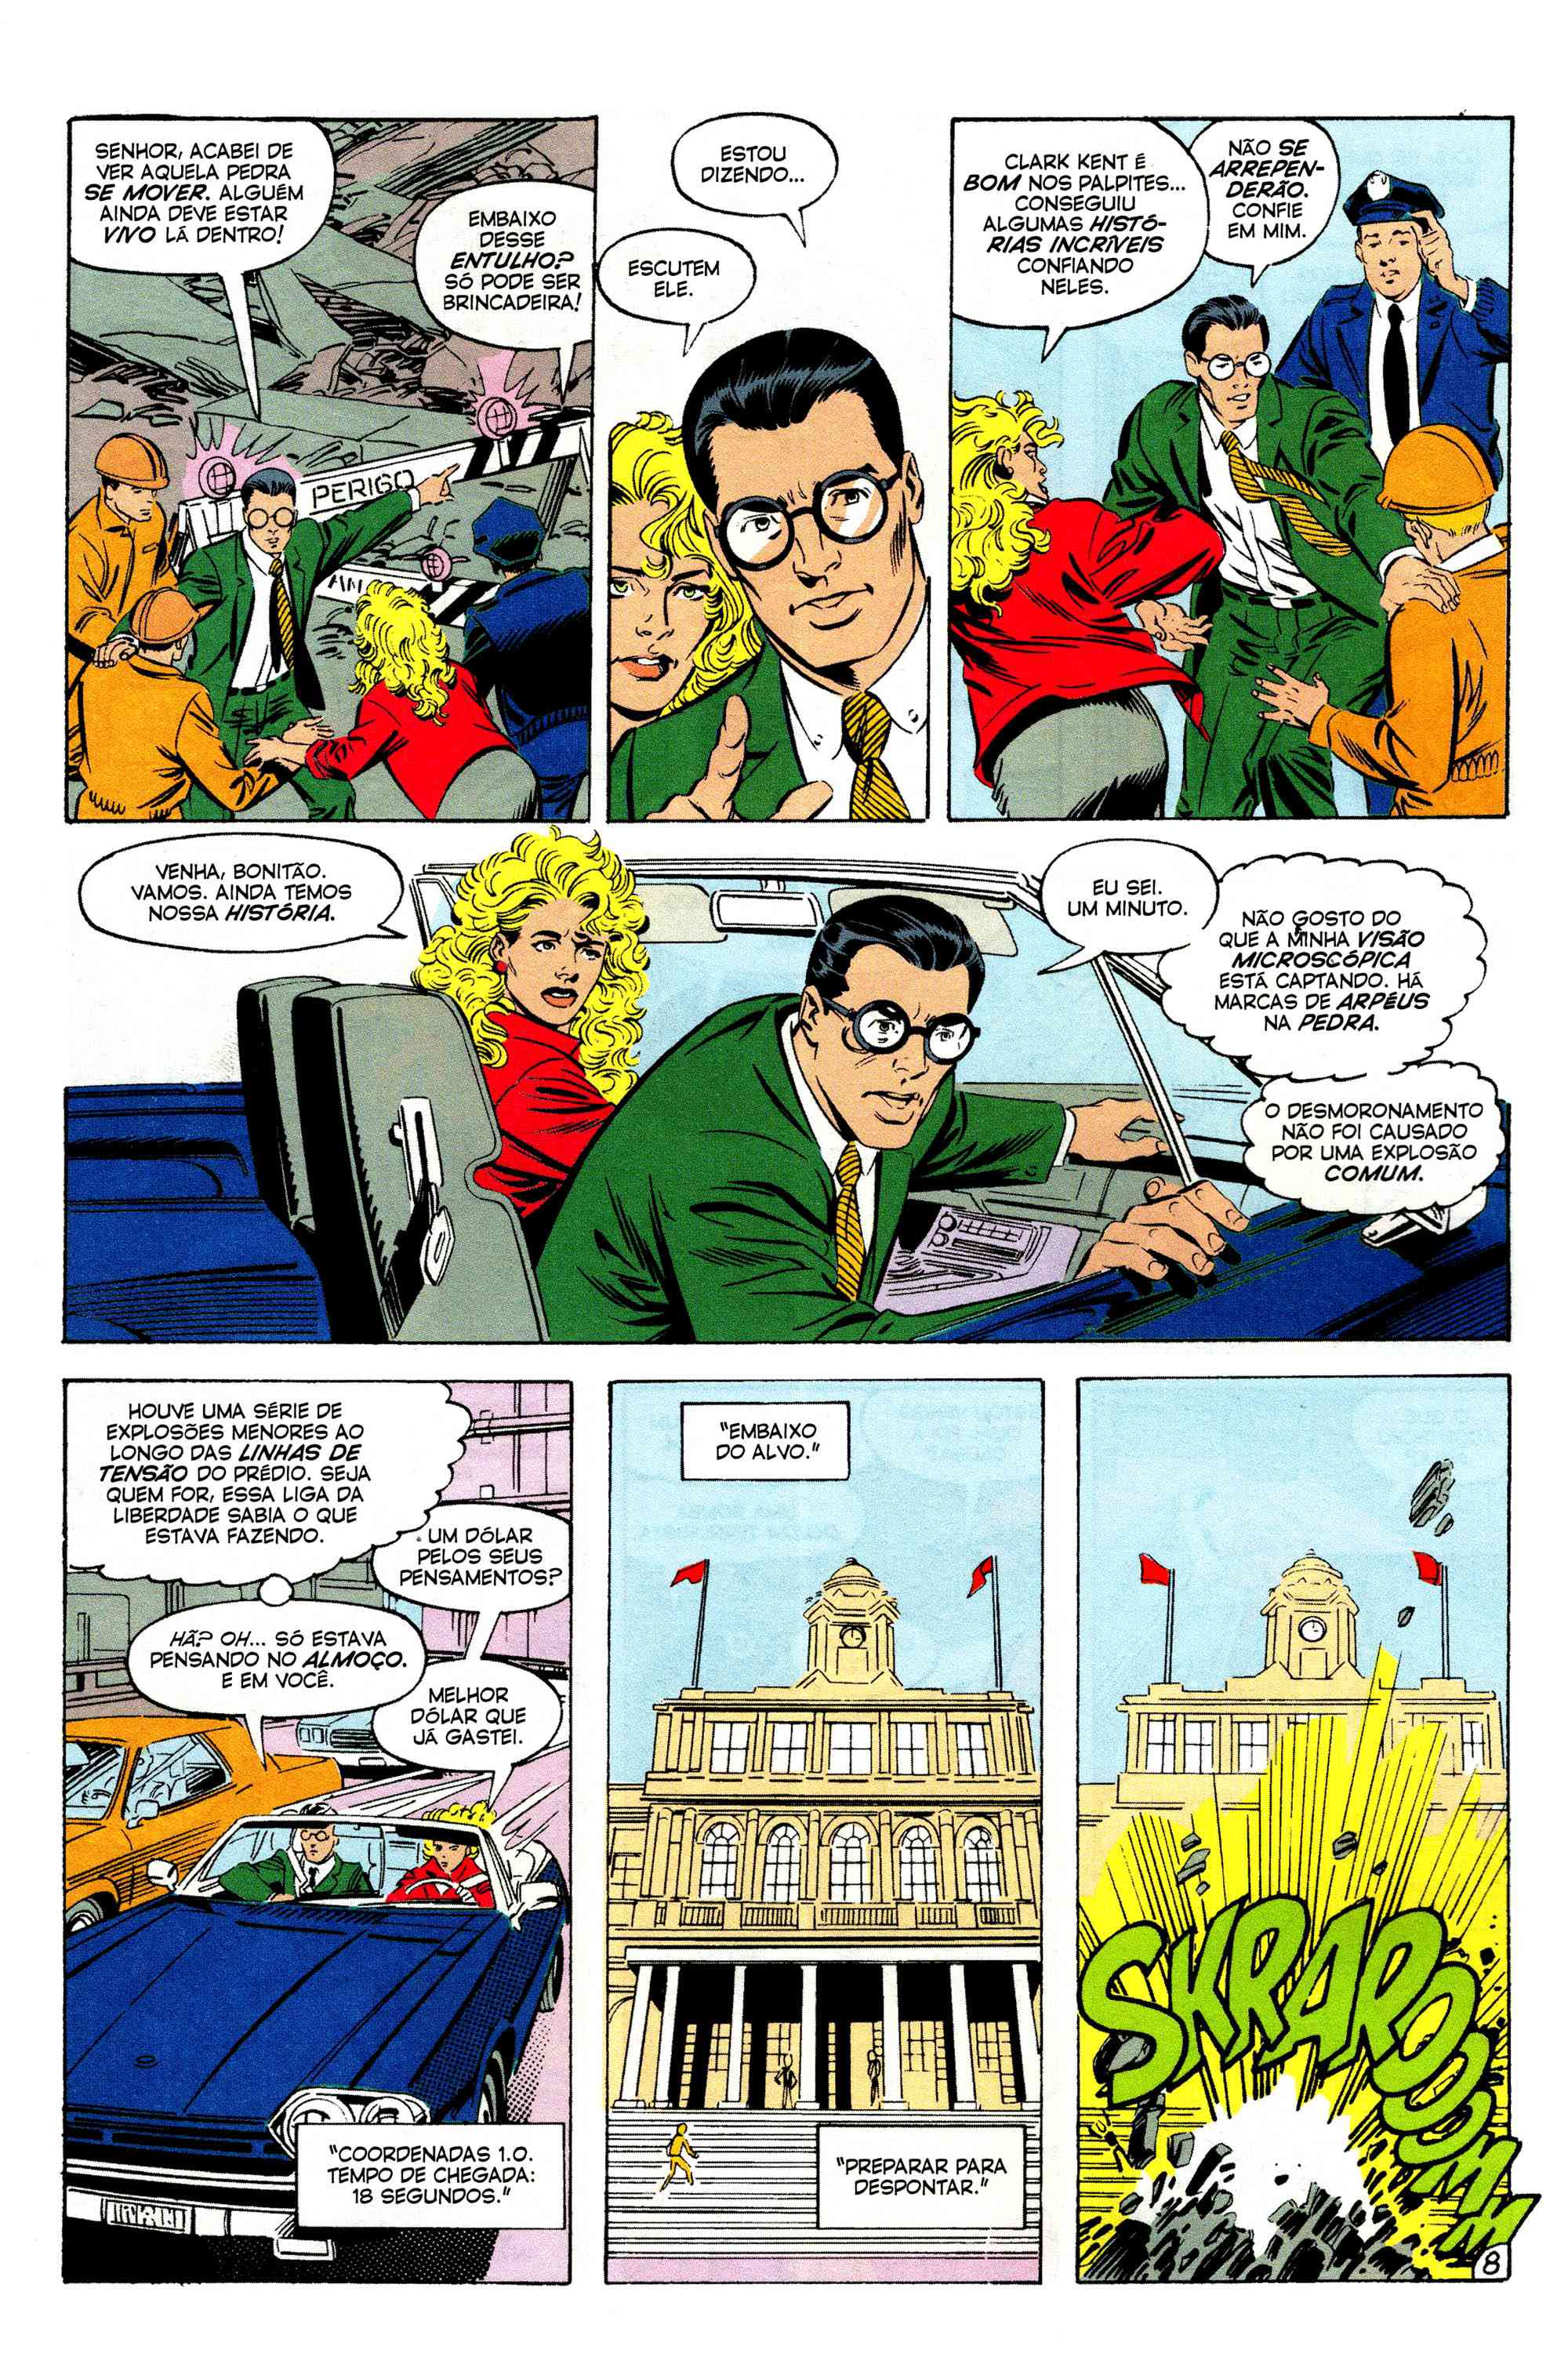 SENHOR, ACABEI DE
VER AQUELA PEDRA
SE MOVER. ALGUÉM
AINDA DEVE ESTAR
VIVO LÁ DENTRO!
EMBAIXO
DESSE
ENTULHO?
SÓ PODE SER
BRINCADEIRA!
PERIGO
ESTOU
DIZENDO...
ESCUTEM
ELE.
CLARK KENT É
BOM NOS PALPITES...
CONSEGUIU
ALGUMAS HISTÓ-
RIAS INCRÍVEIS
CONFIANDO
NELES.
NÃO SE
ARREPEN-
DERÃO.
CONFIE
EM MIM.
VENHA, BONITÃO.
VAMOS. AINDA TEMOS
NOSSA HISTÓRIA.
EU SEI.
UM MINUTO.
NÃO GOSTO DO
QUE A MINHA VISÃO
MICROSCÓPICA
ESTÁ CAPTANDO. HÁ
MARCAS DE ARPÉUS
NA PEDRA.
O DESMORONAMENTO
NÃO FOI CAUSADO
POR UMA EXPLOSÃO
COMUM.
HOUVE UMA SÉRIE DE
EXPLOSÕES MENORES AO
LONGO DAS LINHAS DE
TENSÃO DO PRÉDIO. SEJA
QUEM FOR, ESSA LIGA DA
LIBERDADE SABIA O QUE
ESTAVA FAZENDO.
UM DÓLAR
PELOS SEUS
PENSAMENTOS?
HÃ? OH... SÓ ESTAVA
PENSANDO NO ALMOÇO.
E EM VOCÊ.
MELHOR
DÓLAR QUE
JÁ GASTEI.
"COORDENADAS 1.0.
TEMPO DE CHEGADA:
18 SEGUNDOS."
"EMBAIXO
DO ALVO."
"PREPARAR PARA
DESPONTAR."
SKRAROOOMMM
8